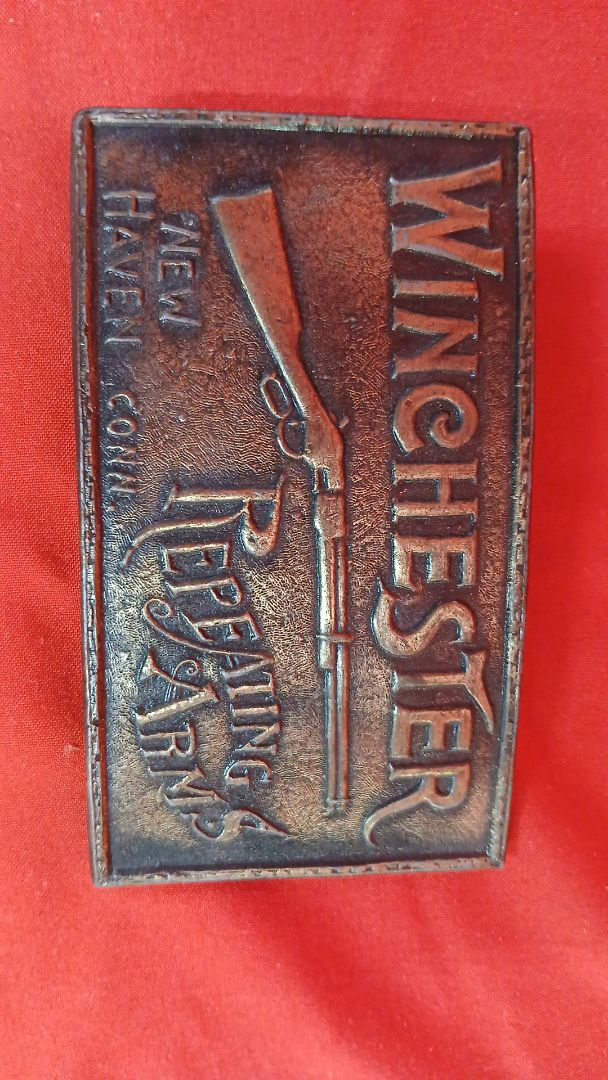 WINCHESTER
REPEATING
ARMS
NEW
HAVEN CONN.